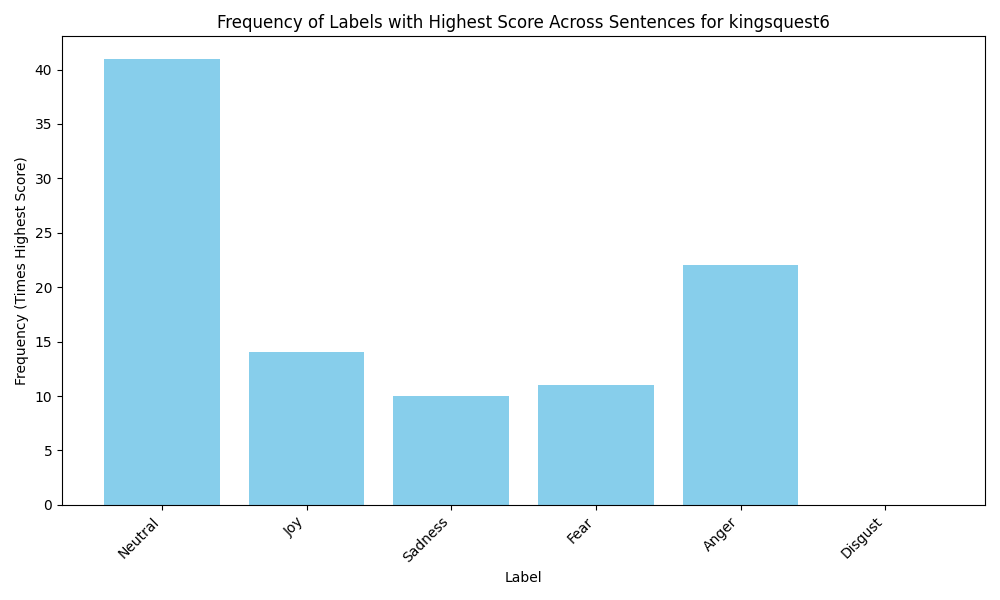 Frequency of Labels with Highest Score Across Sentences for kingsquest6
Frequency (Times Highest Score)
40
35
30
25
20
15
10
5
0
Neutral
Joy
Sadness
Fear
Anger
Disgust
Label